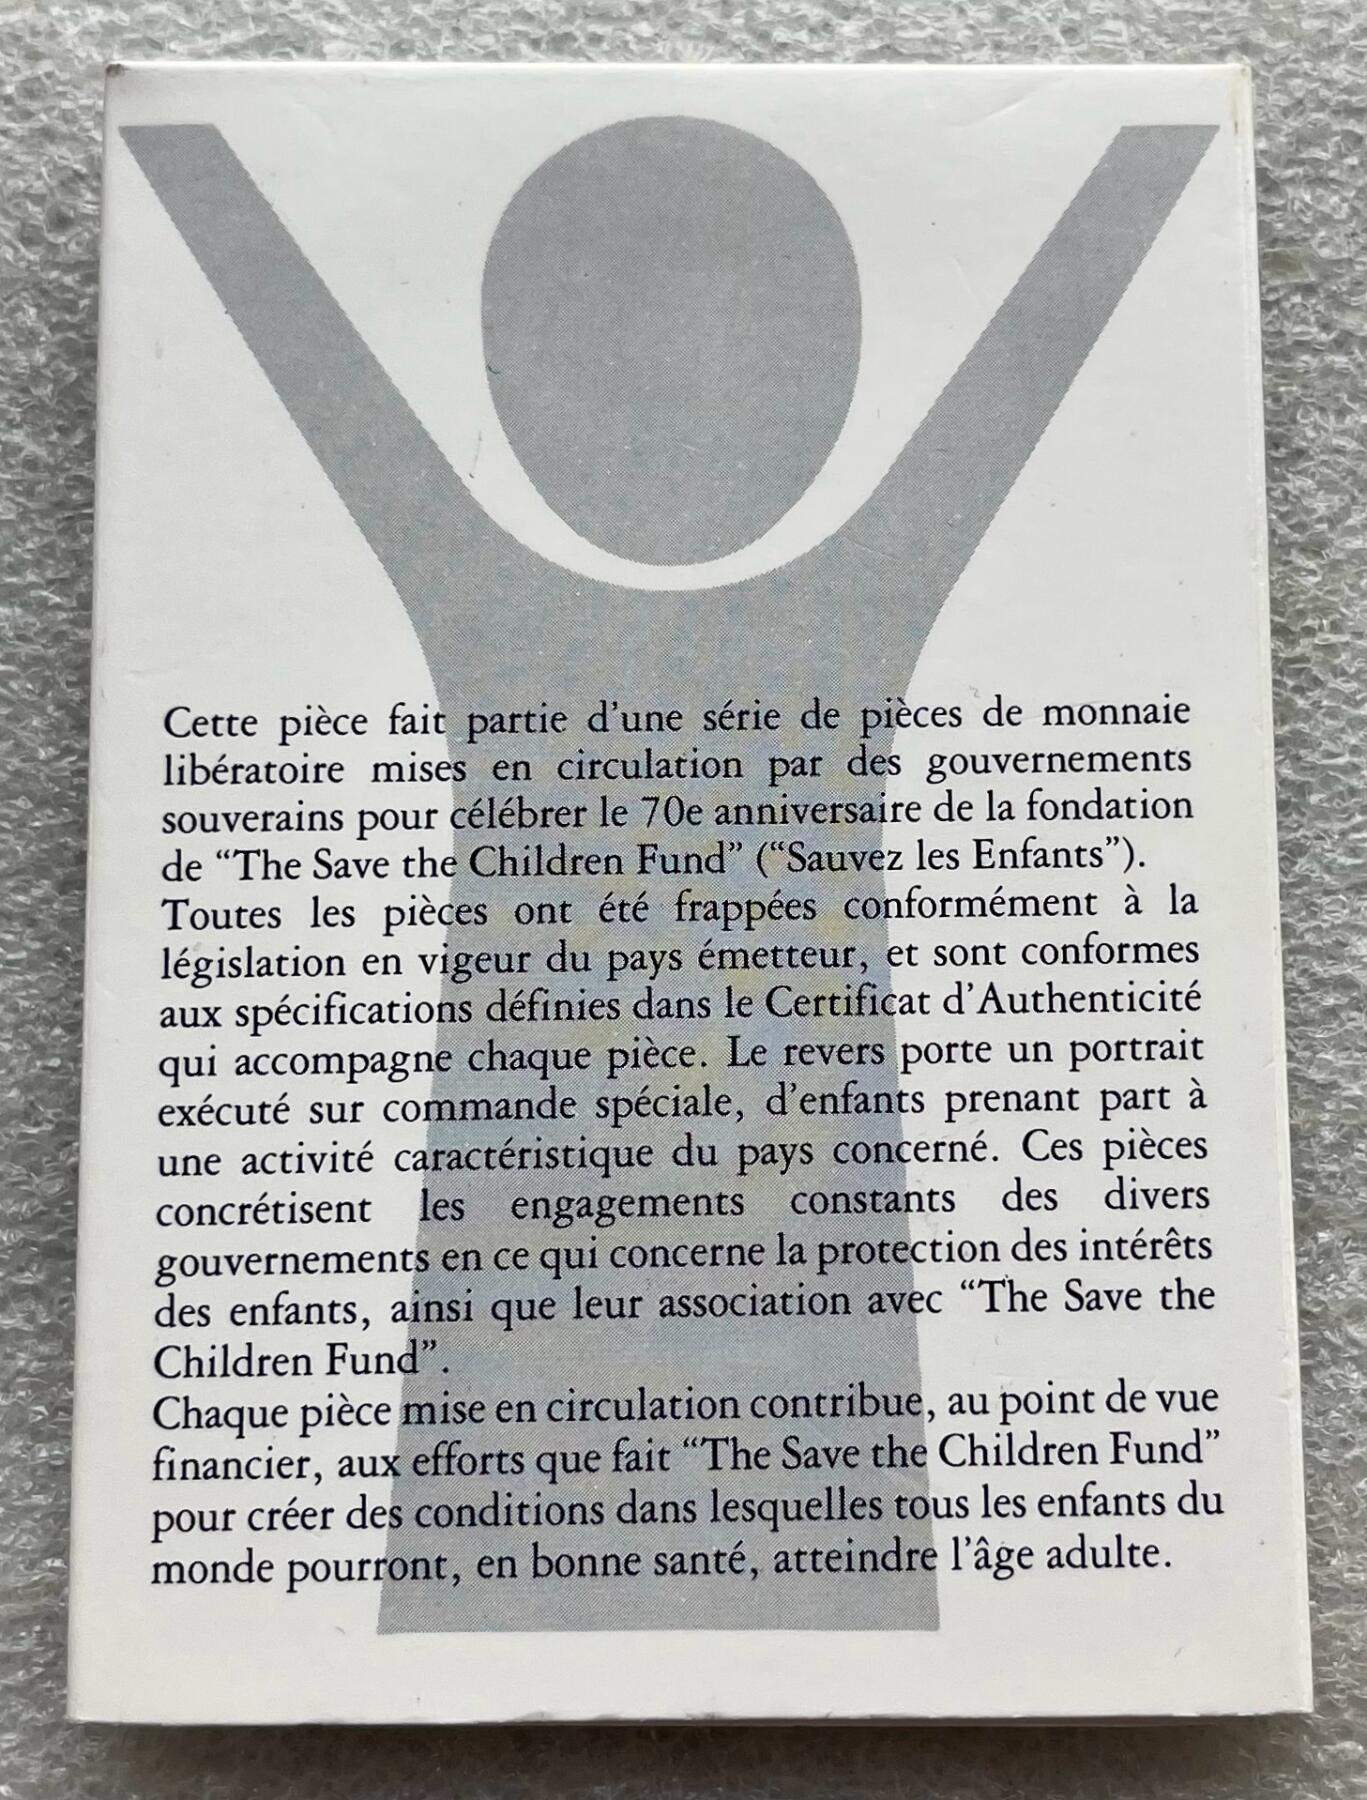 Cette pièce fait partie d'une série de pièces de monnaie
libératoire mises en circulation par des gouvernements
souverains pour célébrer le 70e anniversaire de la fondation
de “The Save the Children Fund” (“Sauvez les Enfants”).
Toutes les pièces ont été frappées conformément à la
législation en vigeur du pays émetteur, et sont conformes
aux spécifications définies dans le Certificat d'Authenticité
qui accompagne chaque pièce. Le revers porte un portrait
exécuté sur commande spéciale, d'enfants prenant part à
une activité caractéristique du pays concerné. Ces pièces
concrétisent les engagements constants des divers
gouvernements en ce qui concerne la protection des intérêts
des enfants, ainsi que leur association avec “The Save the
Children Fund”.
Chaque pièce mise en circulation contribue, au point de vue
financier, aux efforts que fait “The Save the Children Fund”
pour créer des conditions dans lesquelles tous les enfants du
monde pourront, en bonne santé, atteindre l'âge adulte.